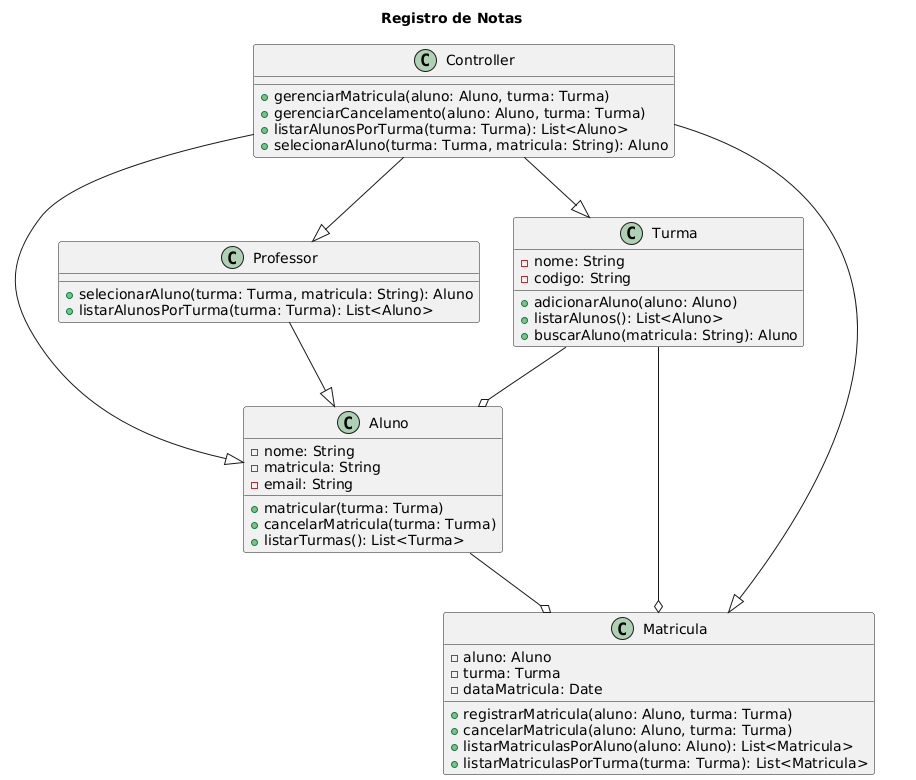 Registro de Notas
C Controller
gerenciarMatricula(aluno: Aluno, turma: Turma)
gerenciarCancelamento(aluno: Aluno, turma: Turma)
listarAlunosPorTurma(turma: Turma): List<Aluno>
selecionarAluno(turma: Turma, matricula: String): Aluno
C Professor
selecionarAluno(turma: Turma, matricula: String): Aluno
listarAlunosPorTurma(turma: Turma): List<Aluno>
C Turma
nome: String
codigo: String
adicionarAluno(aluno: Aluno)
listarAlunos(): List<Aluno>
buscarAluno(matricula: String): Aluno
C Aluno
nome: String
matricula: String
email: String
matricular(turma: Turma)
cancelarMatricula(turma: Turma)
listarTurmas(): List<Turma>
C Matricula
aluno: Aluno
turma: Turma
dataMatricula: Date
registrarMatricula(aluno: Aluno, turma: Turma)
cancelarMatricula(aluno: Aluno, turma: Turma)
listarMatriculasPorAluno(aluno: Aluno): List<Matricula>
listarMatriculasPorTurma(turma: Turma): List<Matricula>